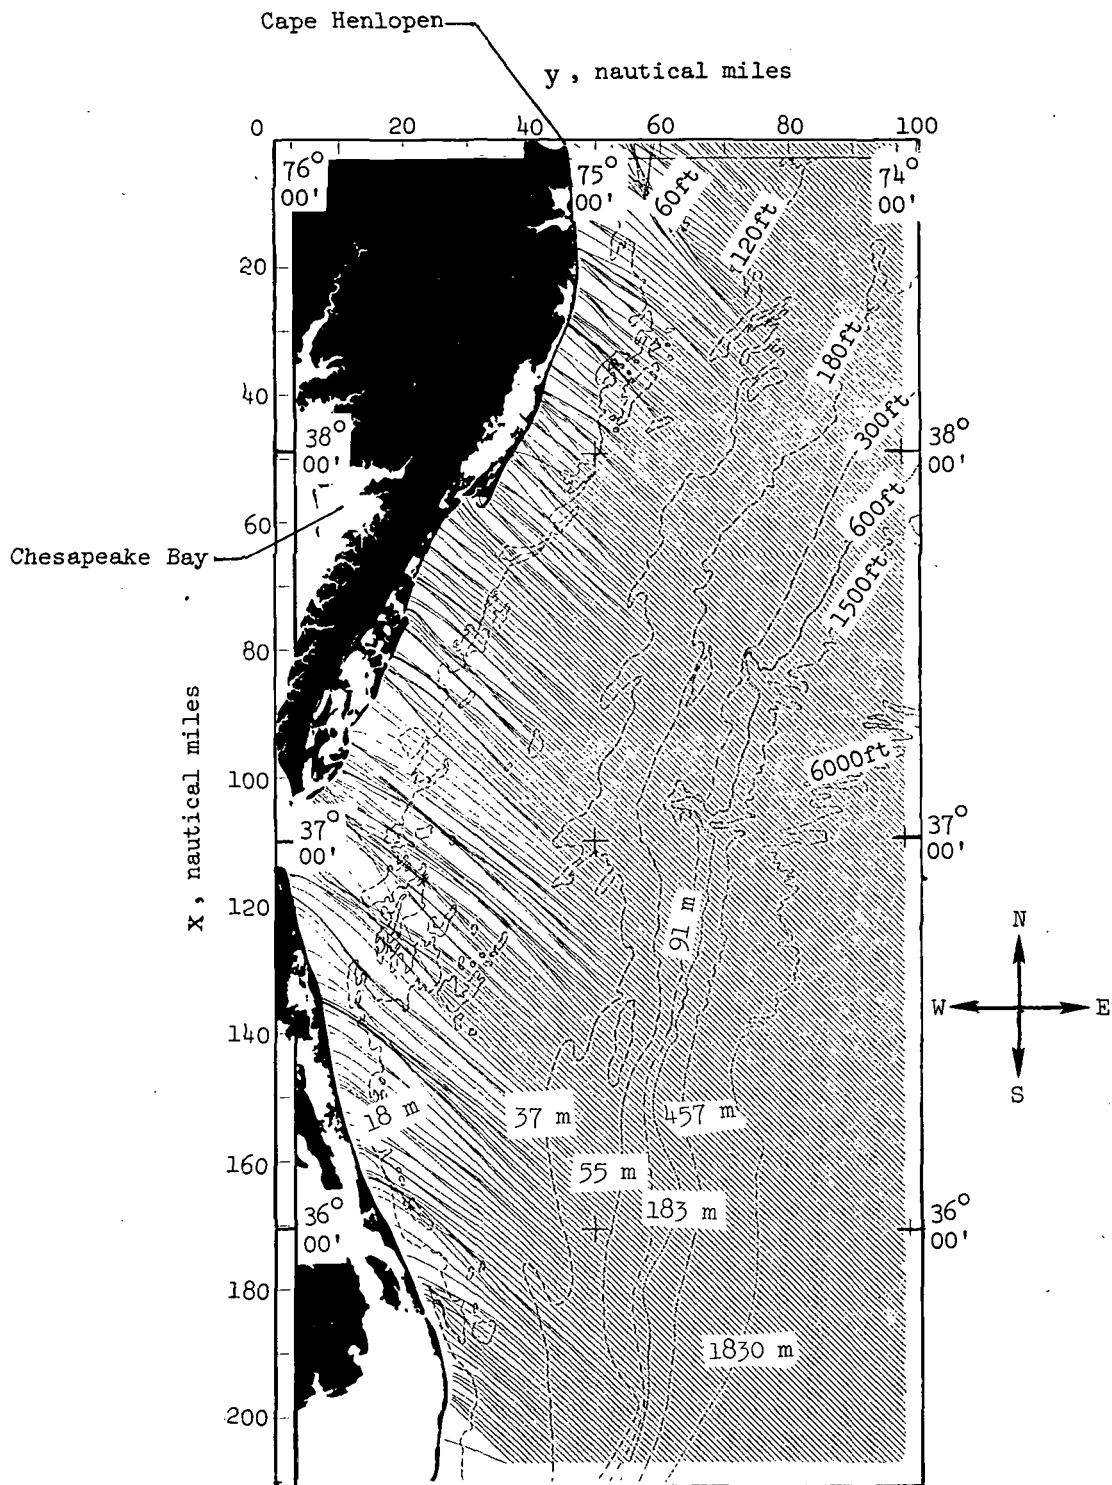 Cape Henlopen
y, nautical miles
0 20 40 60 80 100
76° 00'
75° 00'
74° 00'
60ft
120ft
20
180ft
40
300ft
38° 00'
38° 00'
600ft
60
Chesapeake Bay
1500ft
80
x, nautical miles
6000ft
100
37° 00'
37° 00'
120
91 m
N
W E
S
140
18 m
37 m
457 m
160
55 m
183 m
36° 00'
36° 00'
180
1830 m
200